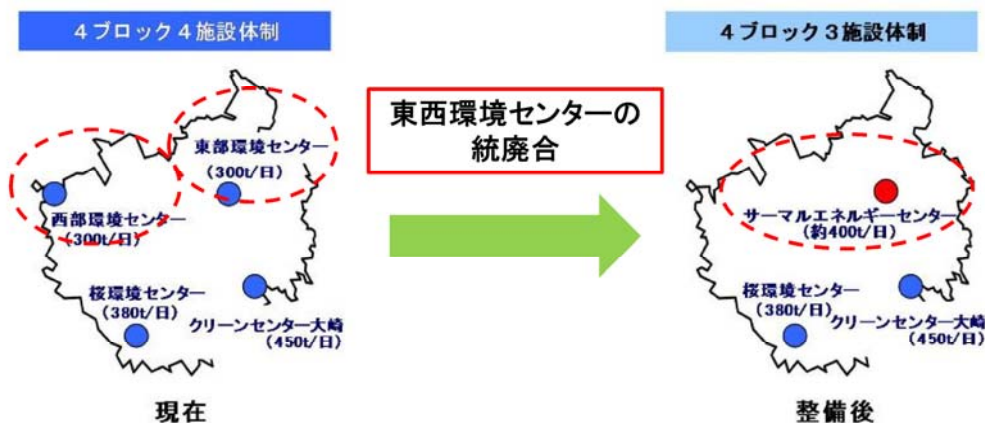 4ブロック4施設体制
東部環境センター
(300t/日)
西部環境センター
(300t/日)
桜環境センター
(380t/日)
クリーンセンター大崎
(450t/日)
現在
東西環境センターの
統廃合
4ブロック3施設体制
サーマルエネルギーセンター
(約400t/日)
桜環境センター
(380t/日)
クリーンセンター大崎
(450t/日)
整備後